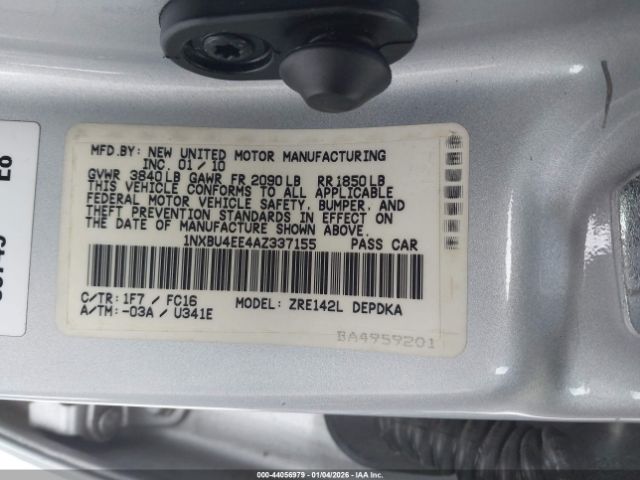 MFD.BY: NEW UNITED MOTOR MANUFACTURING
INC. 01 / 10
GVWR 3840 LB GAWR FR 2090 LB RR 1850 LB
THIS VEHICLE CONFORMS TO ALL APPLICABLE
FEDERAL MOTOR VEHICLE SAFETY, BUMPER, AND
THEFT PREVENTION STANDARDS IN EFFECT ON
THE DATE OF MANUFACTURE SHOWN ABOVE.
1NXBU4EE4AZ337155 PASS CAR
C/TR: 1F7 / FC16 MODEL: ZRE142L DEPDKA
A/TM: -03A / U341E
BA4959201
000-44056979 - 01/04/2026 - IAAI.COM